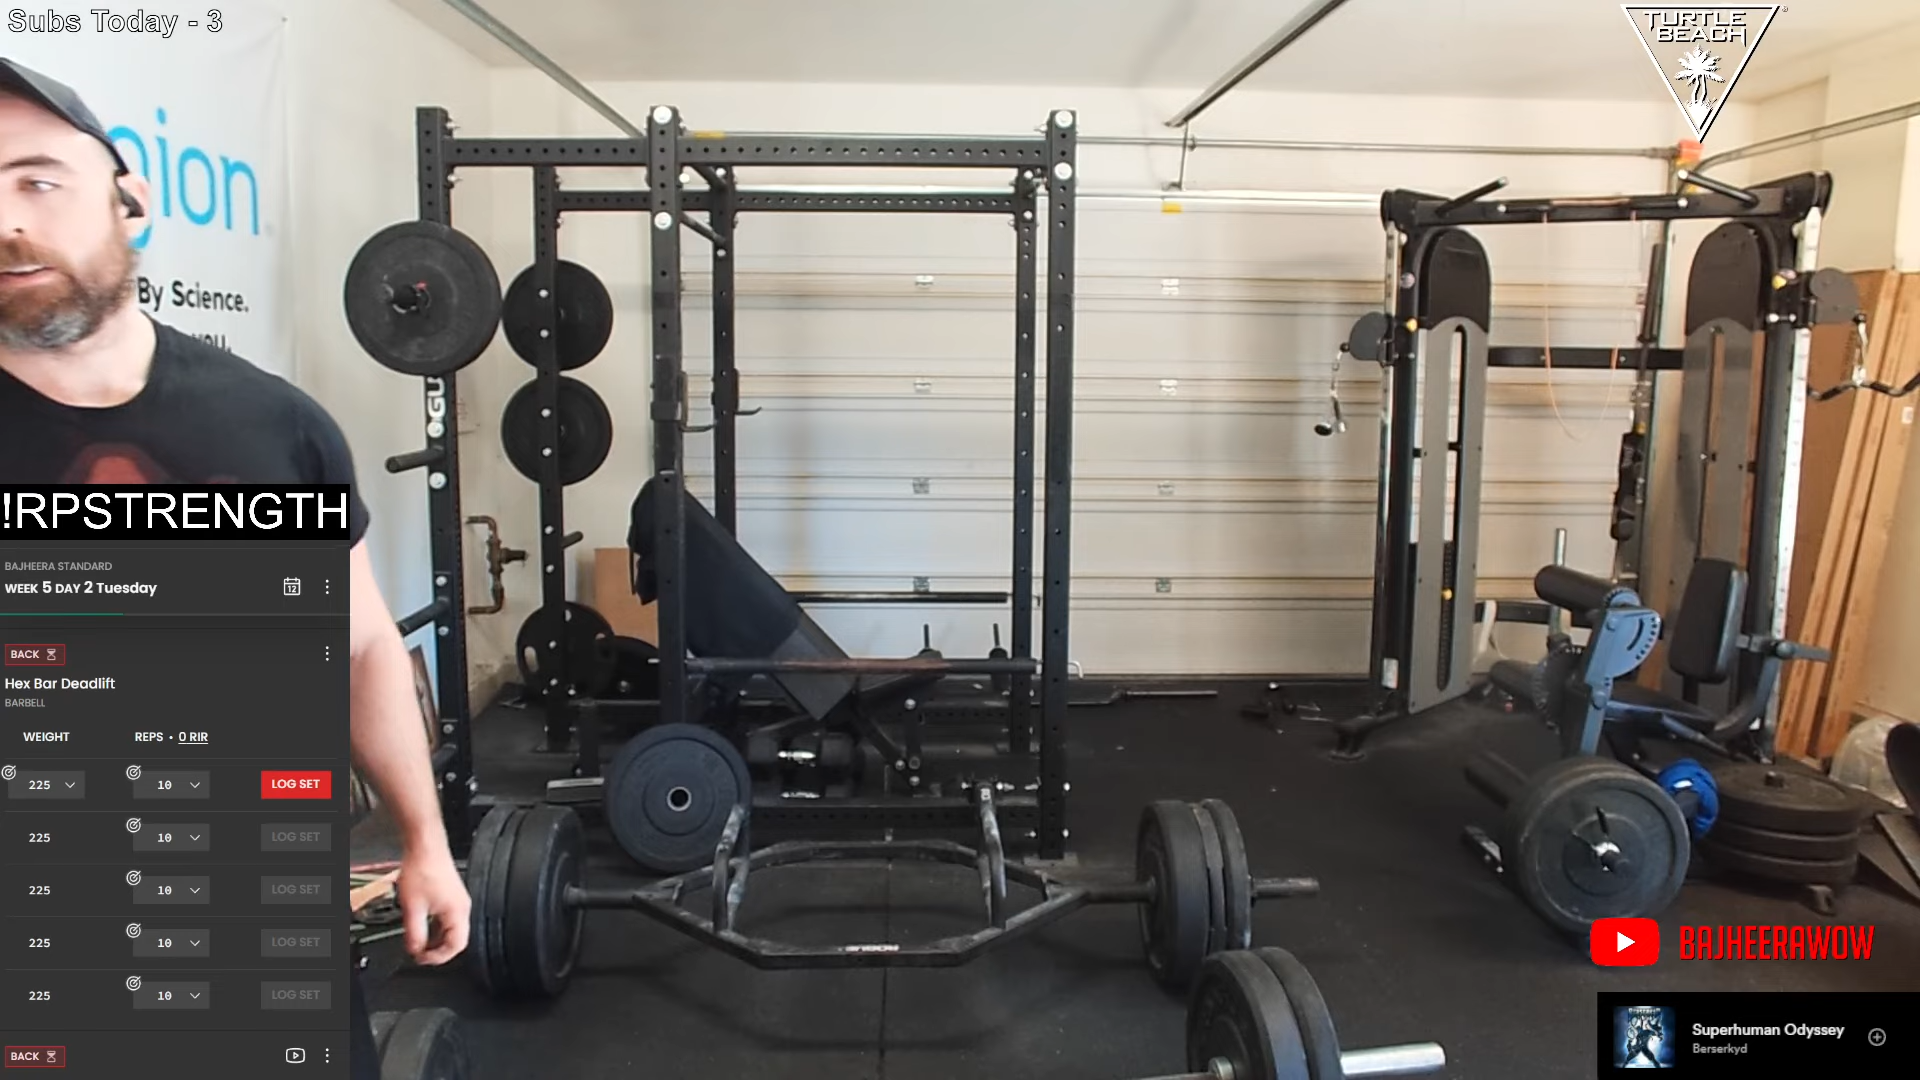 Subs Today - 3
TURTLE
BEACH
gion
By Science.
you.
!RPSTRENGTH
BAJHEERA STANDARD
WEEK 5 DAY 2 Tuesday
12
BACK
Hex Bar Deadlift
BARBELL
WEIGHT REPS • 0 RIR
225 10 LOG SET
225 10 LOG SET
225 10 LOG SET
225 10 LOG SET
225 10 LOG SET
BACK
BAJHEERAWOW
Superhuman Odyssey
Berserkyd